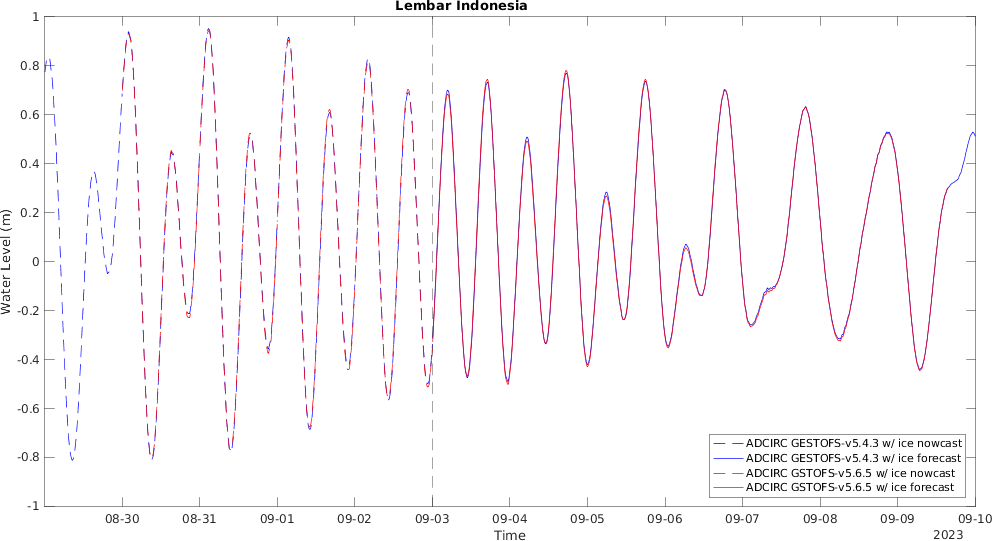 Lembar Indonesia
1
0.8
0.6
0.4
0.2
0
-0.2
-0.4
-0.6
-0.8
-1
Water Level (m)
08-30 08-31 09-01 09-02 09-03 09-04 09-05 09-06 09-07 09-08 09-09 09-10
Time
2023
ADCIRC GESTOFS-v5.4.3 w/ ice nowcast
ADCIRC GESTOFS-v5.4.3 w/ ice forecast
ADCIRC GSTOFS-v5.6.5 w/ ice nowcast
ADCIRC GSTOFS-v5.6.5 w/ ice forecast